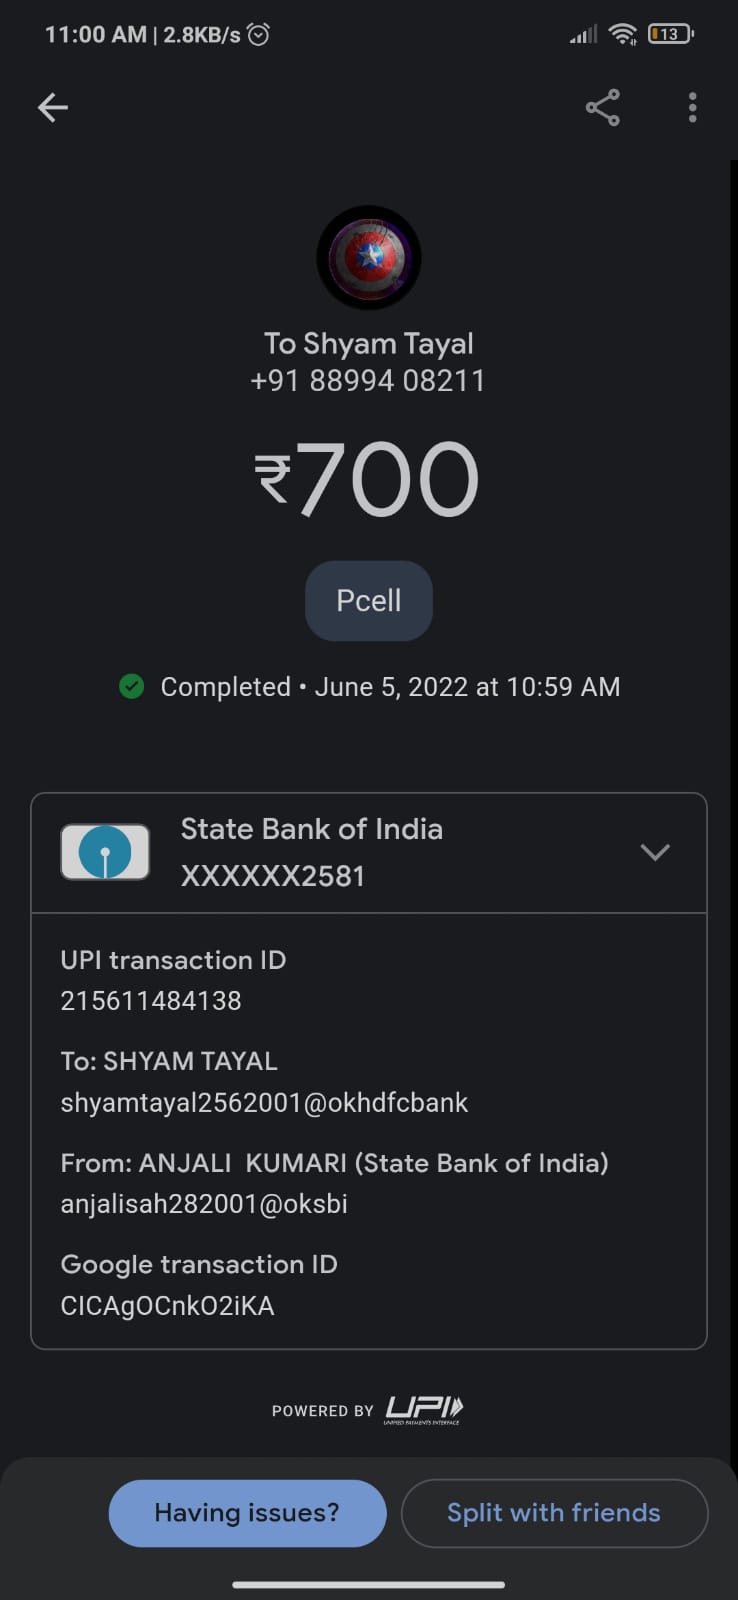 11:00 AM | 2.8KB/s
13
To Shyam Tayal
+91 88994 08211
₹700
Pcell
Completed • June 5, 2022 at 10:59 AM
State Bank of India
XXXXXX2581
UPI transaction ID
215611484138
To: SHYAM TAYAL
shyamtayal2562001@okhdfcbank
From: ANJALI  KUMARI (State Bank of India)
anjalisah282001@oksbi
Google transaction ID
CICAgOCnkO2iKA
POWERED BY UPI
UNIFIED PAYMENTS INTERFACE
Having issues?
Split with friends